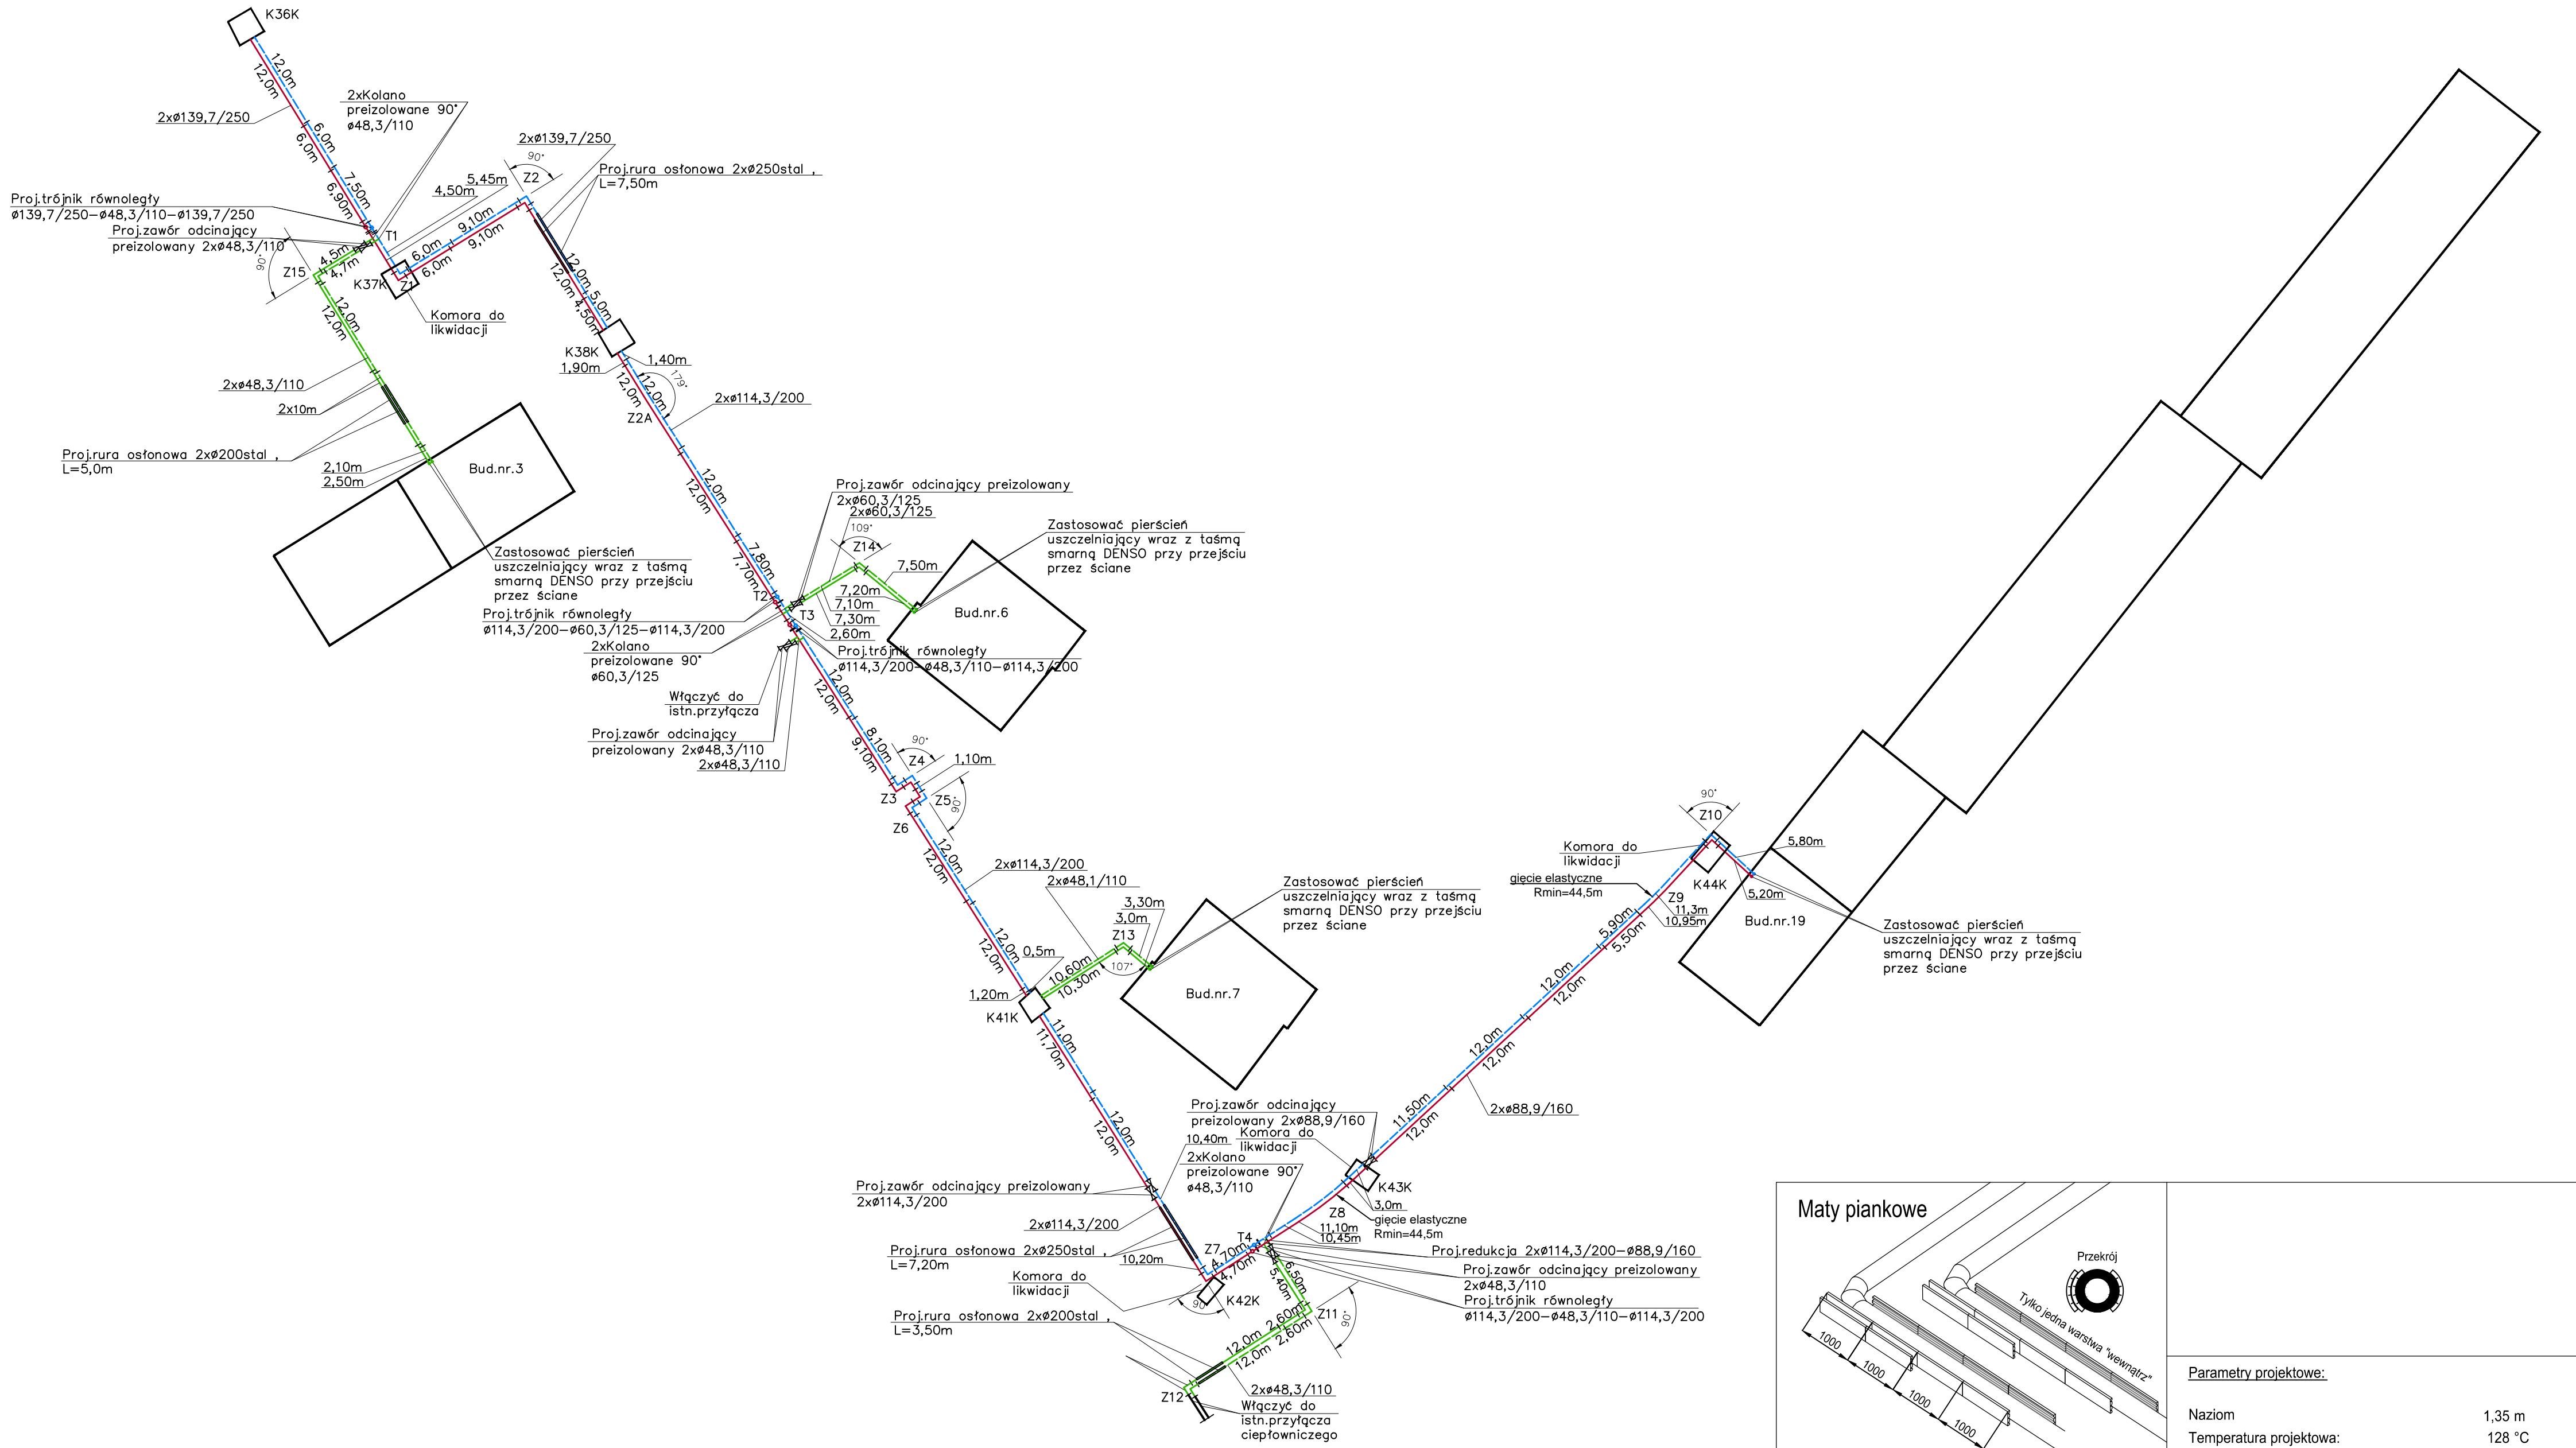 K36K
12,0m
12,0m
2xø139,7/250
2xKolano
preizolowane 90°
ø48,3/110
6,0m
6,0m
7,50m
6,90m
Proj.trójnik równoległy
ø139,7/250-ø48,3/110-ø139,7/250
Proj.zawór odcinający
preizolowany 2xø48,3/110
T1
4,5m
4,7m
Z15
90°
K37K
Z1
Komora do
likwidacji
5,45m
4,50m
6,0m
6,0m
9,10m
9,10m
Z2
90°
2xø139,7/250
Proj.rura osłonowa 2xø250stal ,
L=7,50m
12,0m
12,0m
5,0m
4,50m
K38K
1,90m
1,40m
12,0m
12,0m
2xø48,3/110
2x10m
Proj.rura osłonowa 2xø200stal ,
L=5,0m
2,10m
2,50m
Bud.nr.3
Zastosować pierścień
uszczelniający wraz z taśmą
smarną DENSO przy przejściu
przez ściane
12,0m
12,0m
179°
Z2A
2xø114,3/200
12,0m
12,0m
7,80m
7,70m
Proj.zawór odcinający preizolowany
2xø60,3/125
2xø60,3/125
109°
Z14
Zastosować pierścień
uszczelniający wraz z taśmą
smarną DENSO przy przejściu
przez ściane
7,50m
7,20m
7,10m
7,30m
2,60m
Bud.nr.6
T2
T3
Proj.trójnik równoległy
ø114,3/200-ø60,3/125-ø114,3/200
2xKolano
preizolowane 90°
ø60,3/125
Proj.trójnik równoległy
ø114,3/200-ø48,3/110-ø114,3/200
Włączyć do
istn.przyłącza
Proj.zawór odcinający
preizolowany 2xø48,3/110
2xø48,3/110
12,0m
12,0m
8,10m
9,10m
90°
Z4
1,10m
Z3
Z5
90°
Z6
12,0m
12,0m
2xø114,3/200
2xø48,1/110
12,0m
12,0m
0,5m
1,20m
K41K
10,60m
10,30m
3,30m
3,0m
Z13
107°
Bud.nr.7
Zastosować pierścień
uszczelniający wraz z taśmą
smarną DENSO przy przejściu
przez ściane
11,0m
11,70m
12,0m
12,0m
Proj.zawór odcinający preizolowany
2xø114,3/200
10,40m
2xø114,3/200
Proj.rura osłonowa 2xø250stal ,
L=7,20m
10,20m
Komora do
likwidacji
Z7
90°
K42K
4,70m
4,70m
T4
Proj.zawór odcinający
preizolowany 2xø88,9/160
Komora do
likwidacji
2xKolano
preizolowane 90°
ø48,3/110
K43K
3,0m
Z8
gięcie elastyczne
Rmin=44,5m
11,10m
10,45m
Proj.redukcja 2xø114,3/200-ø88,9/160
Proj.zawór odcinający preizolowany
2xø48,3/110
Proj.trójnik równoległy
ø114,3/200-ø48,3/110-ø114,3/200
6,50m
5,40m
Z11
90°
2,60m
2,60m
12,0m
12,0m
Proj.rura osłonowa 2xø200stal ,
L=3,50m
Z12
2xø48,3/110
Włączyć do
istn.przyłącza
ciepłowniczego
11,50m
12,0m
2xø88,9/160
12,0m
12,0m
12,0m
12,0m
5,90m
5,50m
Z9
11,3m
10,95m
gięcie elastyczne
Rmin=44,5m
Komora do
likwidacji
90°
Z10
K44K
5,80m
5,20m
Bud.nr.19
Zastosować pierścień
uszczelniający wraz z taśmą
smarną DENSO przy przejściu
przez ściane
Maty piankowe
Przekrój
Tylko jedna warstwa "wewnątrz"
1000
1000
1000
1000
Parametry projektowe:
Naziom 1,35 m
Temperatura projektowa: 128 °C